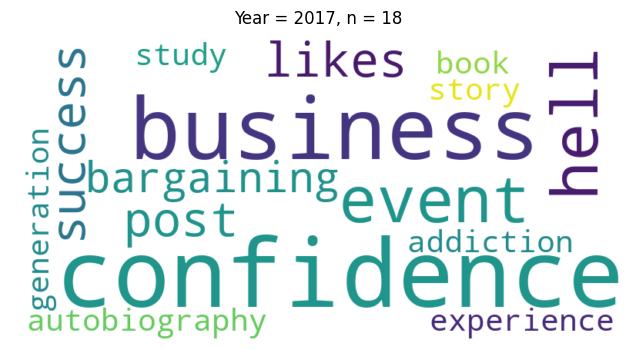 Year = 2017, n = 18
study
likes
book
story
hell
success
business
generation
bargaining
event
post
addiction
confidence
autobiography
experience